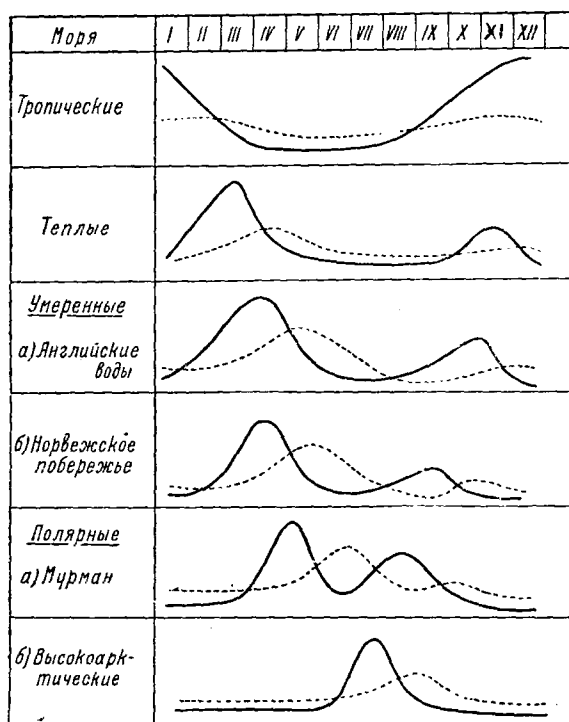 Моря I II III IV V VI VII VIII IX X XI XII
Тропические
Теплые
Умеренные
а) Английские
воды
б) Норвежское
побережье
Полярные
а) Мурман
б) Высокоарк-
тические